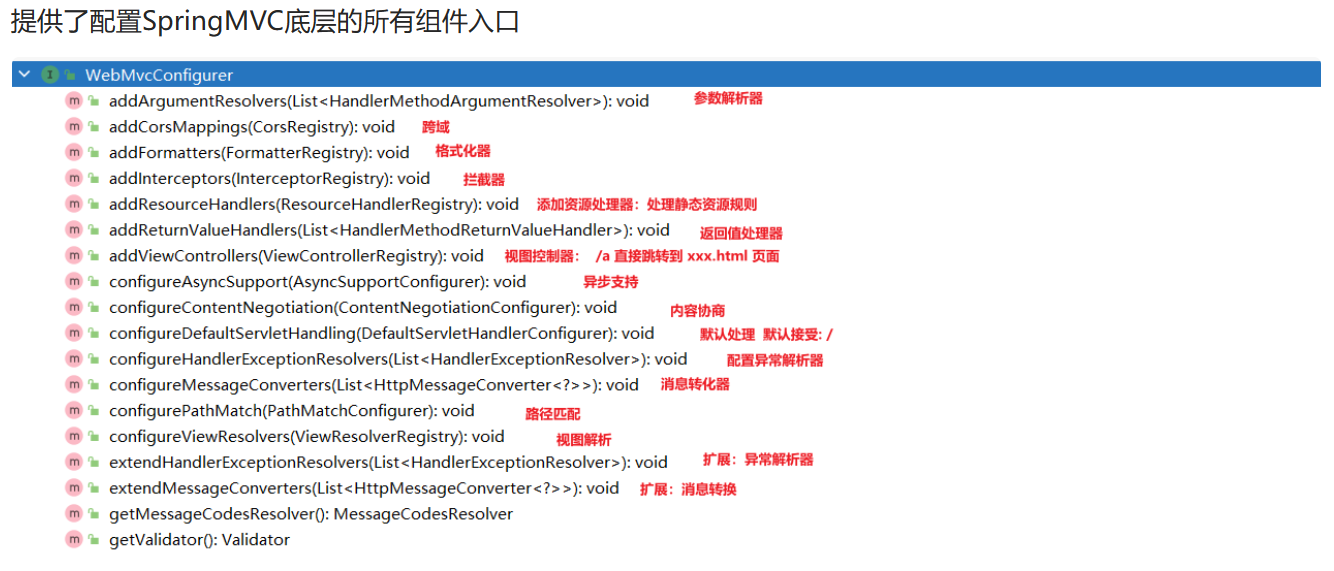 提供了配置SpringMVC底层的所有组件入口
WebMvcConfigurer
addArgumentResolvers(List<HandlerMethodArgumentResolver>): void 参数解析器
addCorsMappings(CorsRegistry): void 跨域
addFormatters(FormatterRegistry): void 格式化器
addInterceptors(InterceptorRegistry): void 拦截器
addResourceHandlers(ResourceHandlerRegistry): void 添加资源处理器：处理静态资源规则
addReturnValueHandlers(List<HandlerMethodReturnValueHandler>): void 返回值处理器
addViewControllers(ViewControllerRegistry): void 视图控制器： /a 直接跳转到 xxx.html 页面
configureAsyncSupport(AsyncSupportConfigurer): void 异步支持
configureContentNegotiation(ContentNegotiationConfigurer): void 内容协商
configureDefaultServletHandling(DefaultServletHandlerConfigurer): void 默认处理 默认接受: /
configureHandlerExceptionResolvers(List<HandlerExceptionResolver>): void 配置异常解析器
configureMessageConverters(List<HttpMessageConverter<?>>): void 消息转化器
configurePathMatch(PathMatchConfigurer): void 路径匹配
configureViewResolvers(ViewResolverRegistry): void 视图解析
extendHandlerExceptionResolvers(List<HandlerExceptionResolver>): void 扩展：异常解析器
extendMessageConverters(List<HttpMessageConverter<?>>): void 扩展：消息转换
getMessageCodesResolver(): MessageCodesResolver
getValidator(): Validator